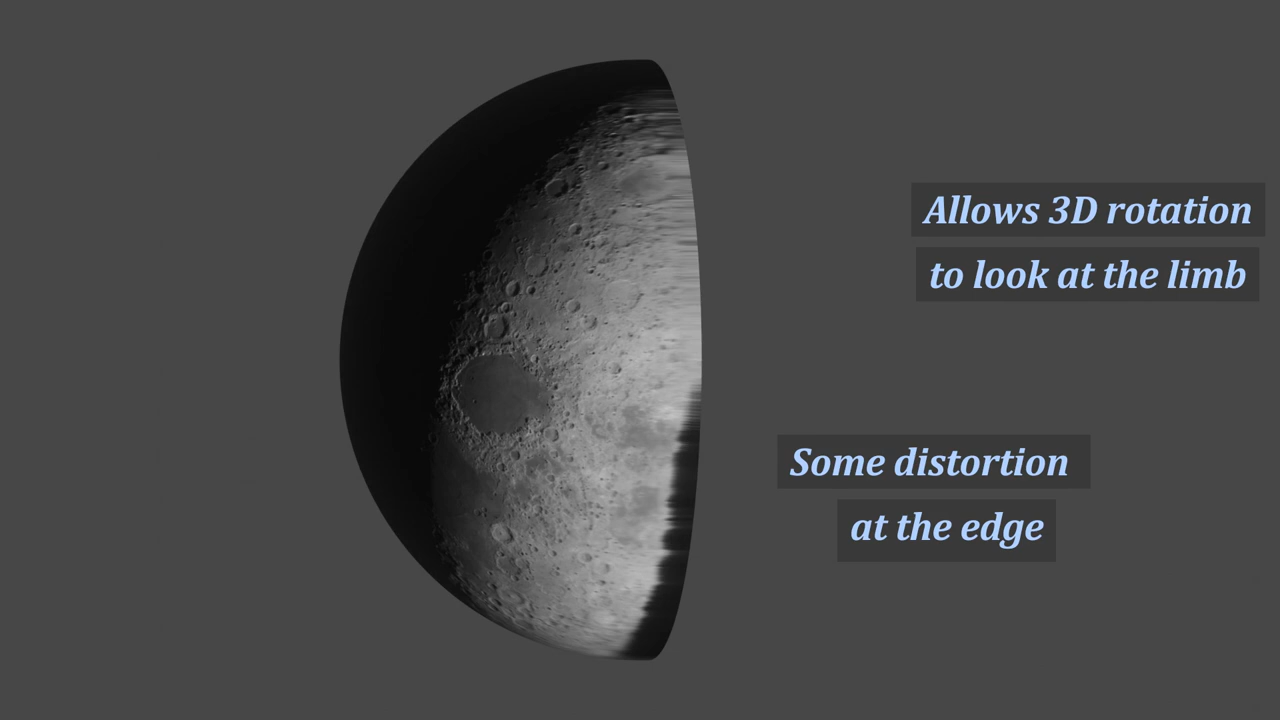 Allows 3D rotation
to look at the limb
Some distortion
at the edge